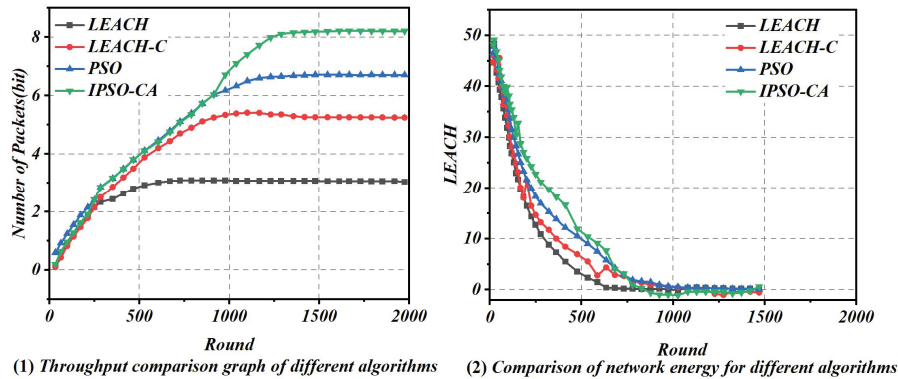 LEACH
LEACH-C
PSO
IPSO-CA
Number of Packets(bit)
8
6
4
2
0
0 500 1000 1500 2000
Round
(1) Throughput comparison graph of different algorithms
LEACH
LEACH-C
PSO
IPSO-CA
LEACH
50
40
30
20
10
0
0 500 1000 1500 2000
Round
(2) Comparison of network energy for different algorithms